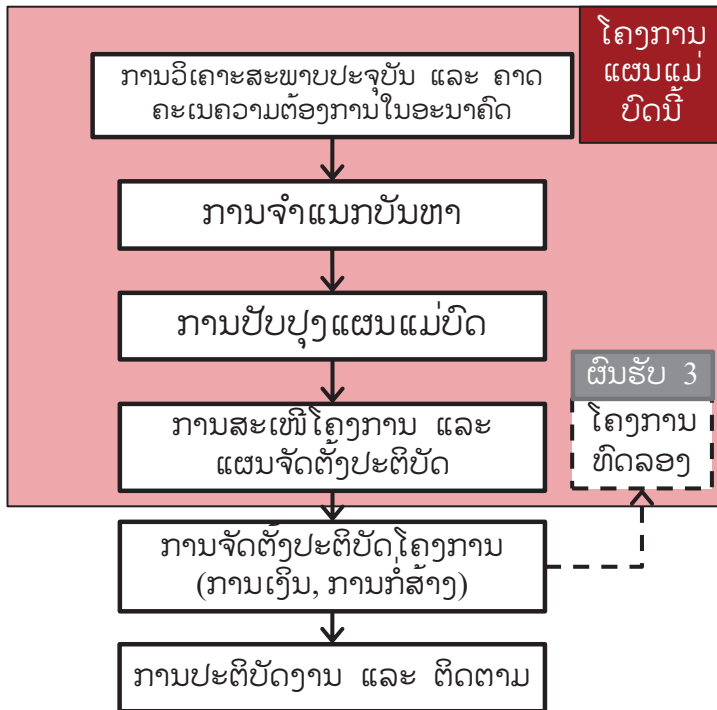 ໂຄງການ
ແຜນແມ່
ບົດນີ້
ການວິເຄາະສະພາບປະຈຸບັນ ແລະ ຄາດ
ຄະເນຄວາມຕ້ອງການໃນອະນາຄົດ
ການຈຳແນກບັນຫາ
ການປັບປຸງແຜນແມ່ບົດ
ການສະເໜີໂຄງການ ແລະ
ແຜນຈັດຕັ້ງປະຕິບັດ
ຜົນຮັບ 3
ໂຄງການ
ທົດລອງ
ການຈັດຕັ້ງປະຕິບັດໂຄງການ
(ການເງິນ, ການກໍ່ສ້າງ)
ການປະຕິບັດງານ ແລະ ຕິດຕາມ